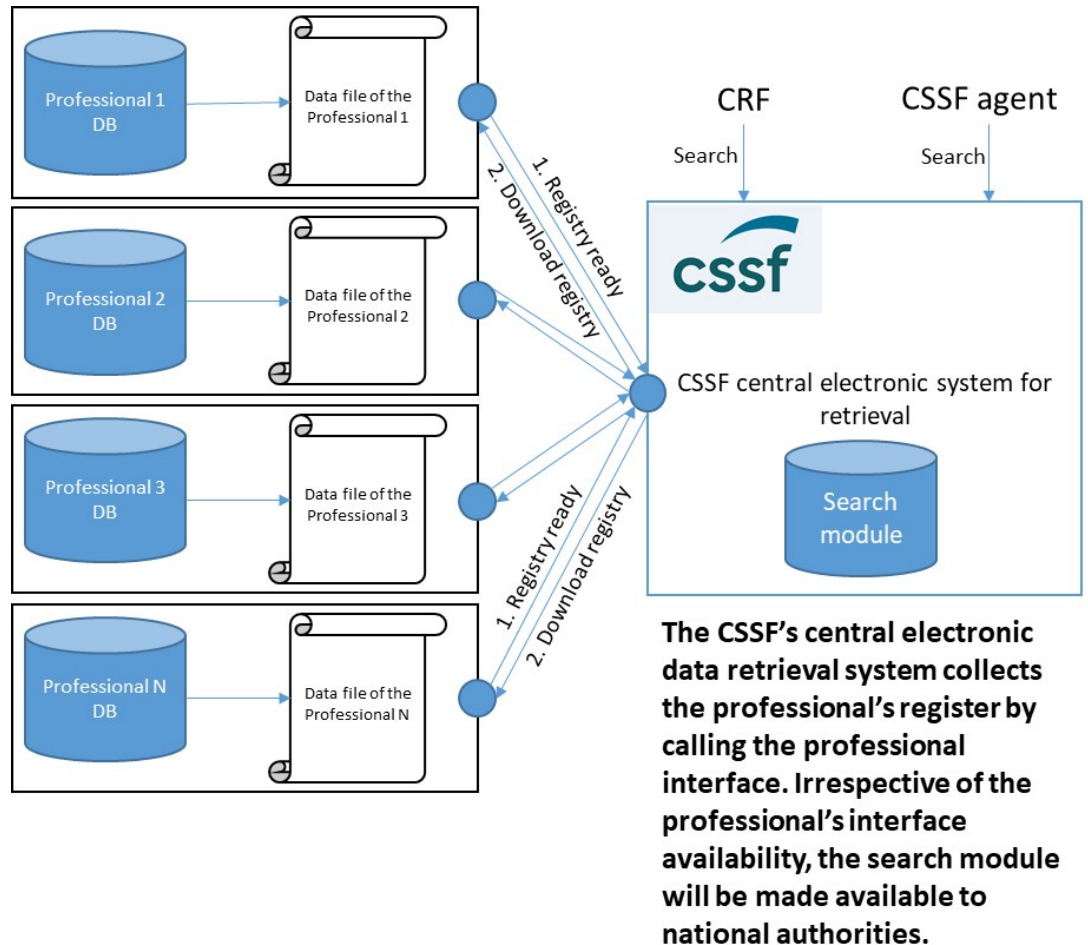 Professional 1
DB
Data file of the
Professional 1
Professional 2
DB
Data file of the
Professional 2
Professional 3
DB
Data file of the
Professional 3
Professional N
DB
Data file of the
Professional N
1. Registry ready
2. Download registry
1. Registry ready
2. Download registry
CRF
CSSF agent
Search
Search
cssf
CSSF central electronic system for
retrieval
Search
module
The CSSF’s central electronic
data retrieval system collects
the professional’s register by
calling the professional
interface. Irrespective of the
professional’s interface
availability, the search module
will be made available to
national authorities.